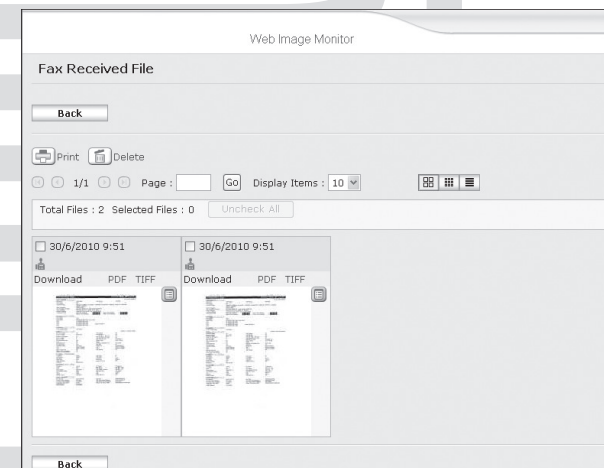 Web Image Monitor
Fax Received File
Back
Print Delete
1/1 Page : Go Display Items : 10
Total Files : 2 Selected Files : 0 Uncheck All
30/6/2010 9:51 30/6/2010 9:51
Download PDF TIFF Download PDF TIFF
Back